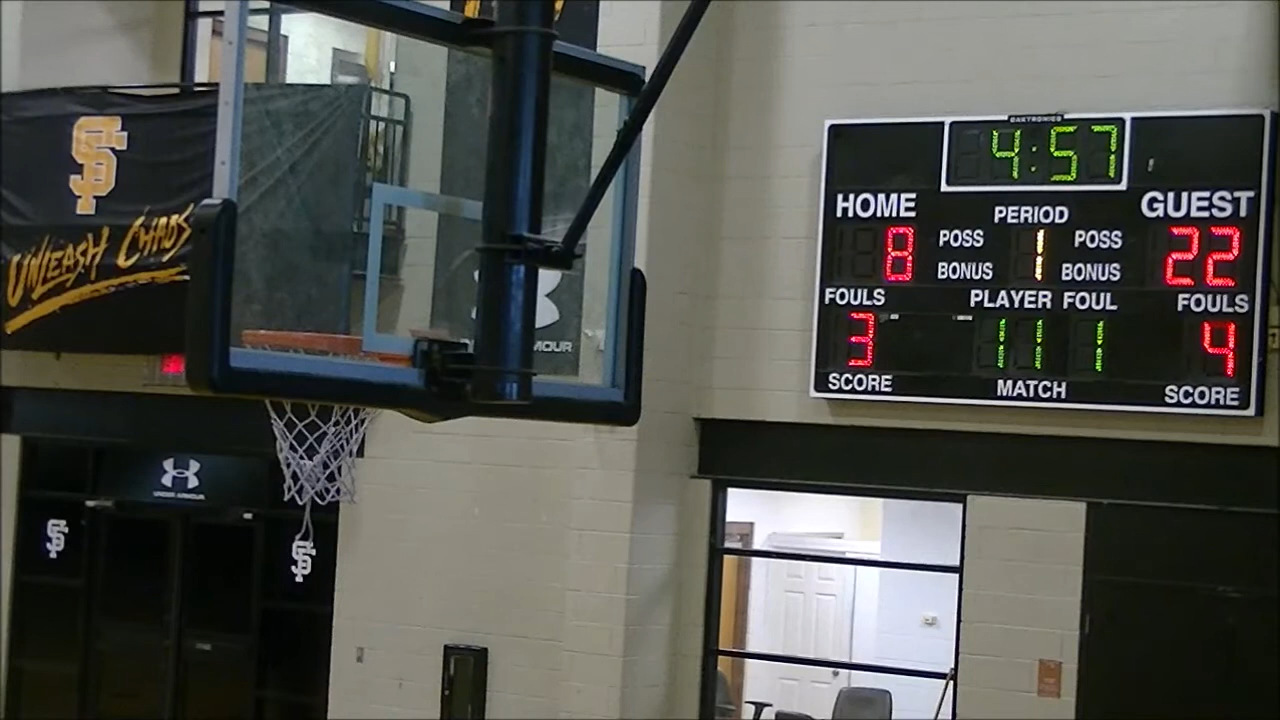 SF
UNLEASH CHAOS
UNDER ARMOUR
SF
SF
DAKTRONICS
4:57
HOME
PERIOD
GUEST
8
POSS
1
POSS
22
BONUS
BONUS
FOULS
PLAYER FOUL
FOULS
3
11
1
4
SCORE
MATCH
SCORE